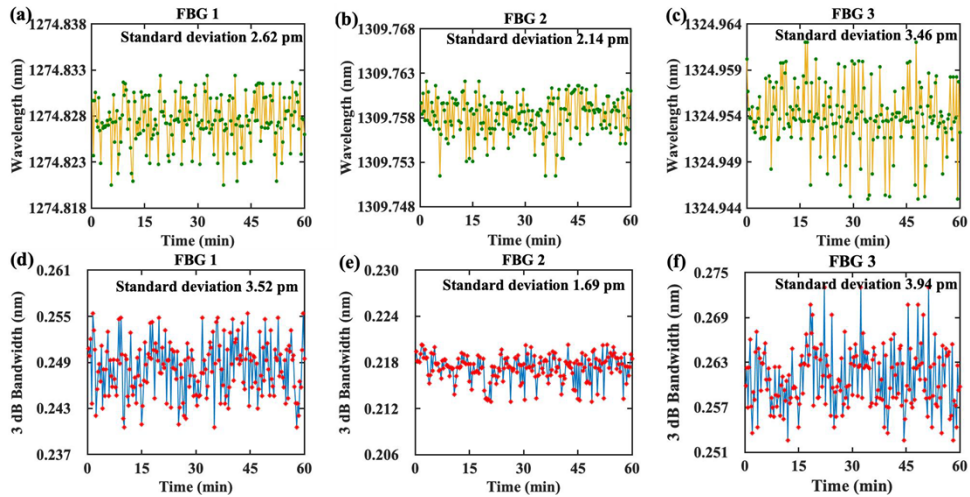 (a)
FBG 1
Standard deviation 2.62 pm
Wavelength (nm)
1274.838
1274.833
1274.828
1274.823
1274.818
0 15 30 45 60
Time (min)
(b)
FBG 2
Standard deviation 2.14 pm
Wavelength (nm)
1309.768
1309.763
1309.758
1309.753
1309.748
0 15 30 45 60
Time (min)
(c)
FBG 3
Standard deviation 3.46 pm
Wavelength (nm)
1324.964
1324.959
1324.954
1324.949
1324.944
0 15 30 45 60
Time (min)
(d)
FBG 1
Standard deviation 3.52 pm
3 dB Bandwidth (nm)
0.261
0.255
0.249
0.243
0.237
0 15 30 45 60
Time (min)
(e)
FBG 2
Standard deviation 1.69 pm
3 dB Bandwidth (nm)
0.230
0.224
0.218
0.212
0.206
0 15 30 45 60
Time (min)
(f)
FBG 3
Standard deviation 3.94 pm
3 dB Bandwidth (nm)
0.275
0.269
0.263
0.257
0.251
0 15 30 45 60
Time (min)